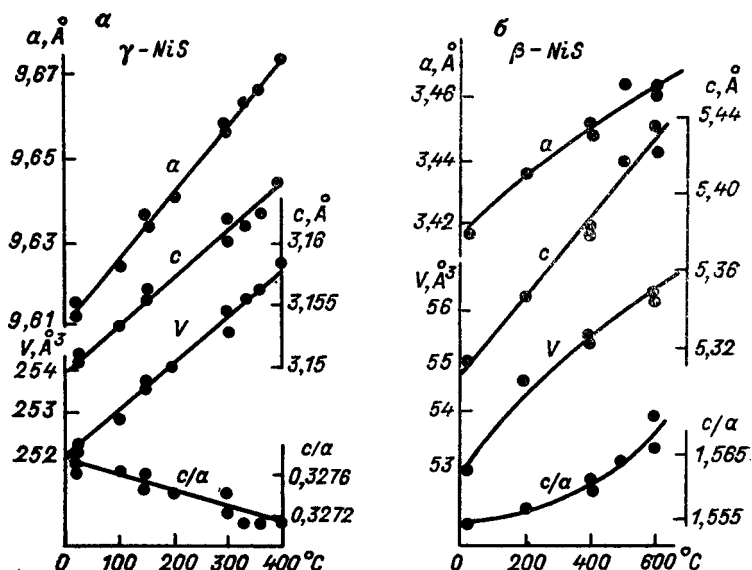 а
γ-NiS
a, Å
9,67
9,65
9,63
9,61
a
c
c, Å
3,16
3,155
3,15
V
V, Å³
254
253
252
c/a
c/a
0,3276
0,3272
0 100 200 300 400 °C
б
β-NiS
a, Å
3,46
3,44
3,42
a
c, Å
5,44
5,40
5,36
5,32
c
V, Å³
56
55
54
53
V
c/a
c/a
1,565
1,555
0 200 400 600 °C